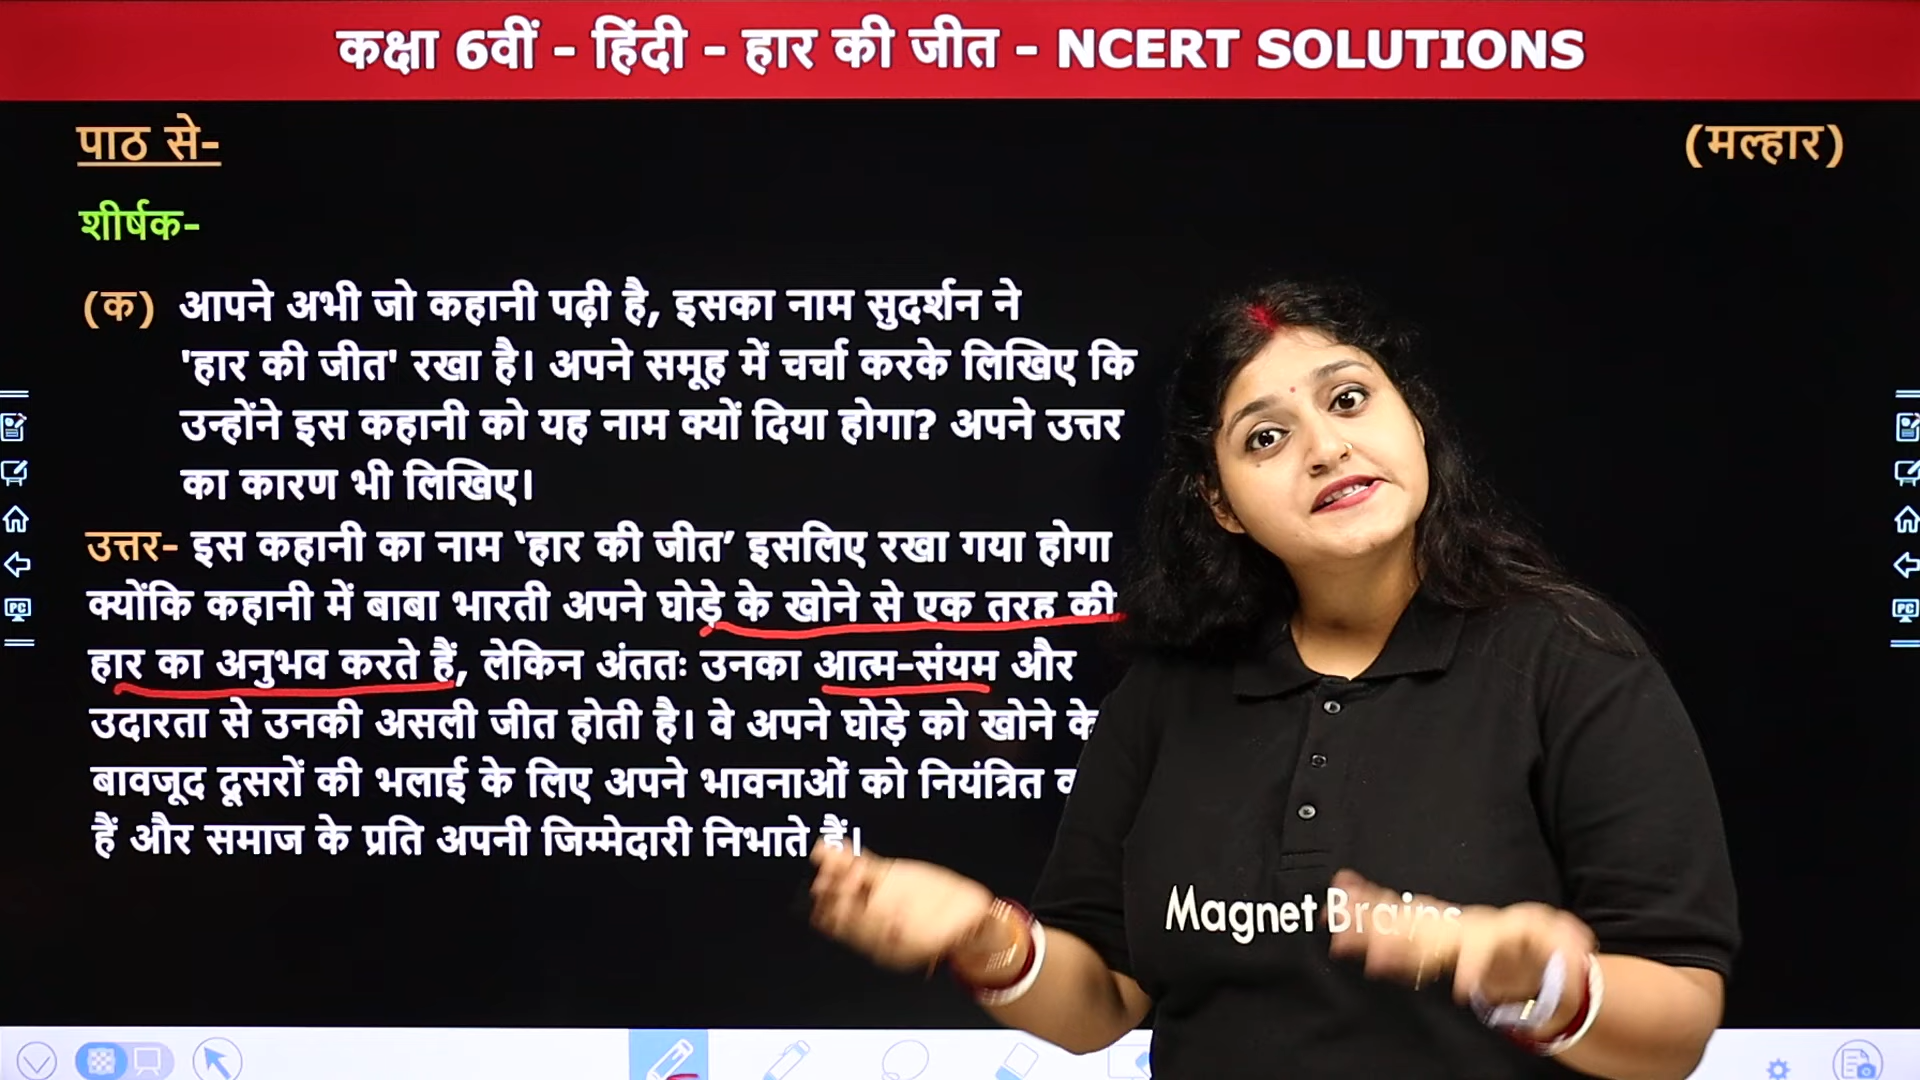 कक्षा 6वीं - हिंदी - हार की जीत - NCERT SOLUTIONS
पाठ से-
(मल्हार)
शीर्षक-
(क) आपने अभी जो कहानी पढ़ी है, इसका नाम सुदर्शन ने
'हार की जीत' रखा है। अपने समूह में चर्चा करके लिखिए कि
उन्होंने इस कहानी को यह नाम क्यों दिया होगा? अपने उत्तर
का कारण भी लिखिए।
उत्तर- इस कहानी का नाम ‘हार की जीत’ इसलिए रखा गया होगा
क्योंकि कहानी में बाबा भारती अपने घोड़े के खोने से एक तरह की
हार का अनुभव करते हैं, लेकिन अंततः उनका आत्म-संयम और
उदारता से उनकी असली जीत होती है। वे अपने घोड़े को खोने के
बावजूद दूसरों की भलाई के लिए अपने भावनाओं को नियंत्रित
हैं और समाज के प्रति अपनी जिम्मेदारी निभाते हैं।
Magnet Brains
PC
PC